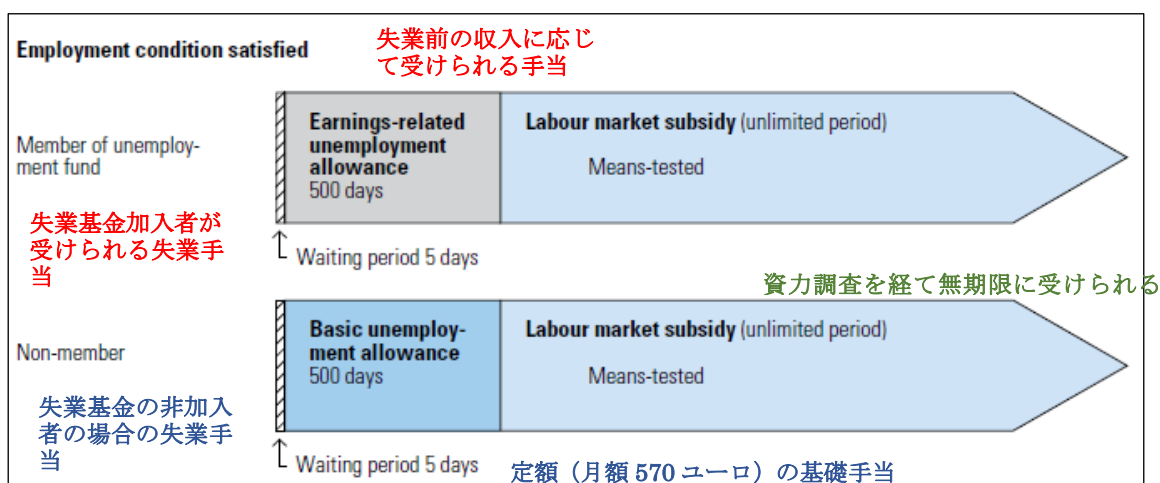 Employment condition satisfied
失業前の収入に応じ
て受けられる手当
Member of unemploy-
ment fund
Earnings-related
unemployment
allowance
500 days
Labour market subsidy (unlimited period)
Means-tested
失業基金加入者が
受けられる失業手
当
Waiting period 5 days
資力調査を経て無期限に受けられる
Non-member
Basic unemploy-
ment allowance
500 days
Labour market subsidy (unlimited period)
Means-tested
失業基金の非加入
者の場合の失業手
当
Waiting period 5 days
定額（月額 570 ユーロ）の基礎手当